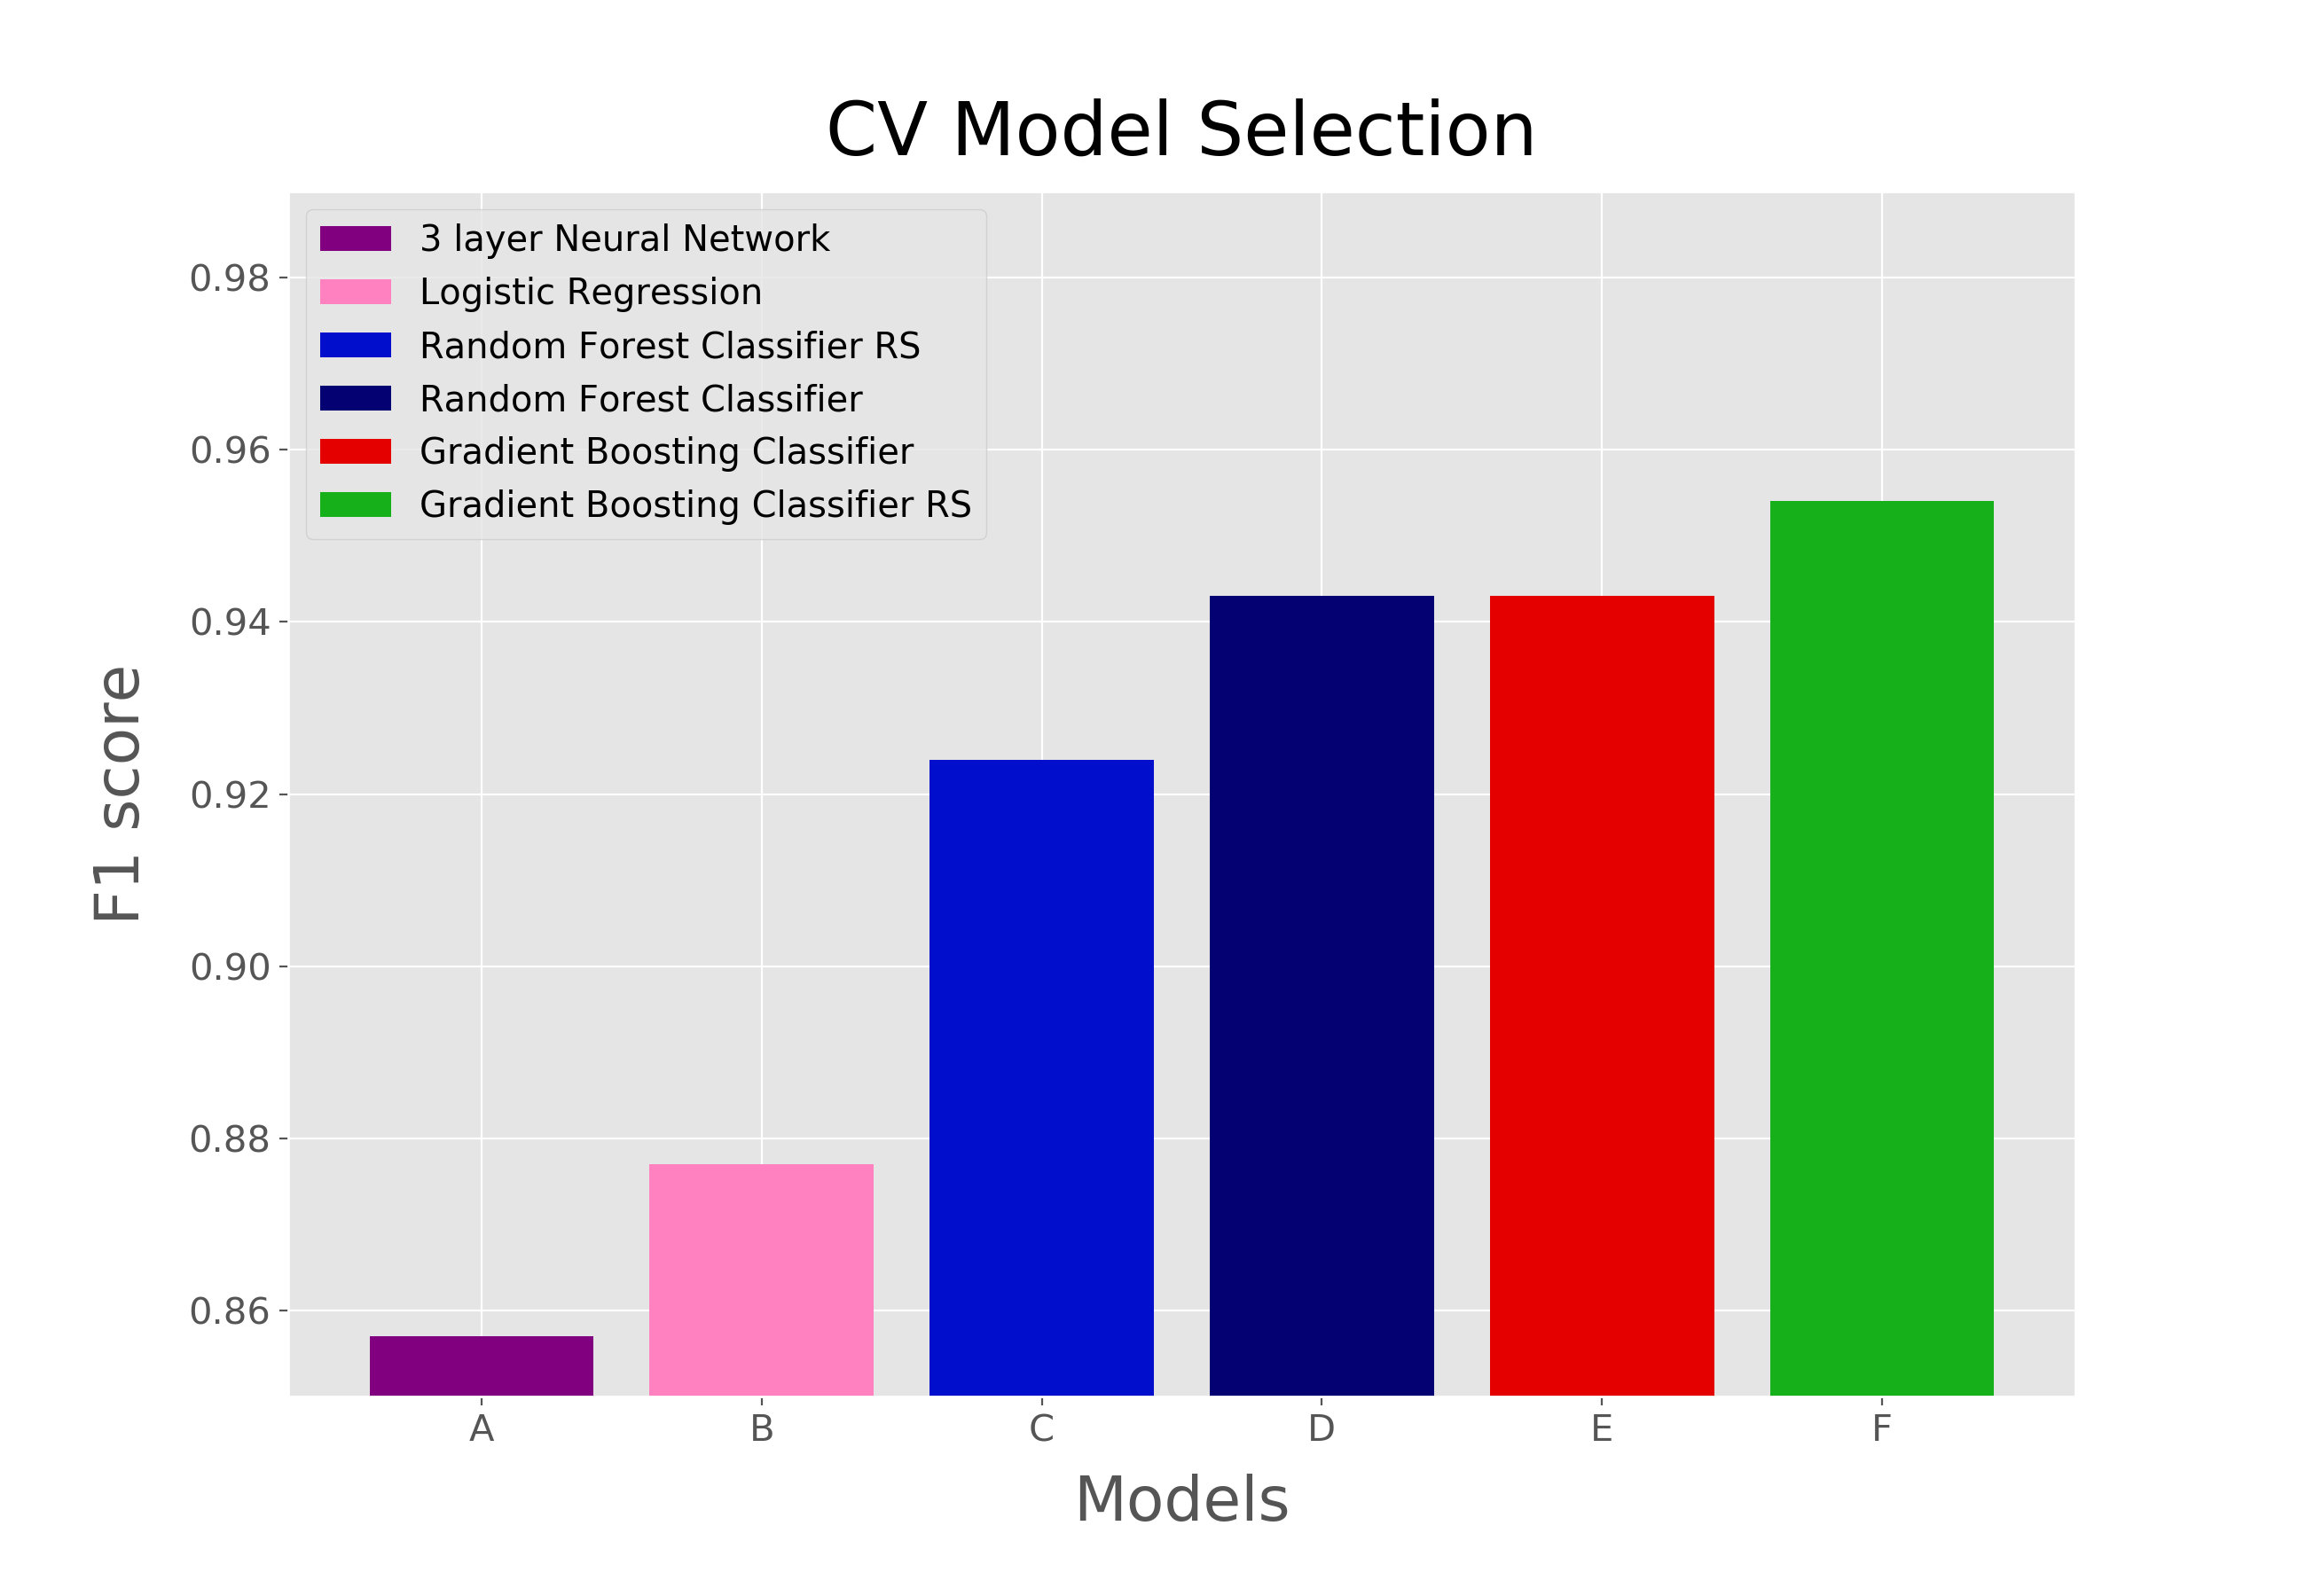 CV Model Selection
3 layer Neural Network
Logistic Regression
Random Forest Classifier RS
Random Forest Classifier
Gradient Boosting Classifier
Gradient Boosting Classifier RS
0.98
0.96
0.94
0.92
0.90
0.88
0.86
F1 score
A B C D E F
Models